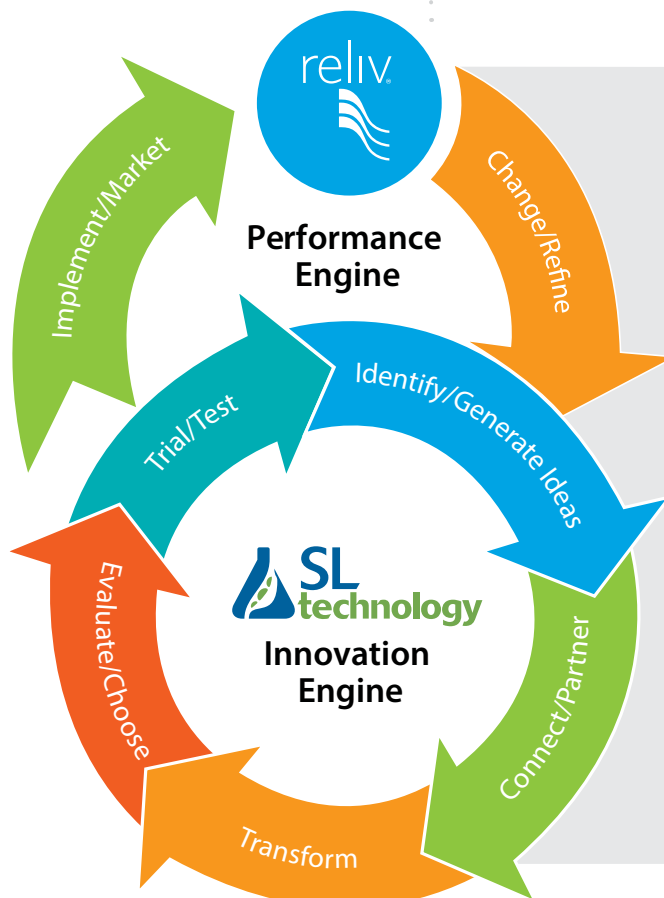 reliv®
Performance
Engine
Change/Refine
Implement/Market
Identify/Generate Ideas
Trial/Test
SL
technology
Innovation
Engine
Connect/Partner
Evaluate/Choose
Transform